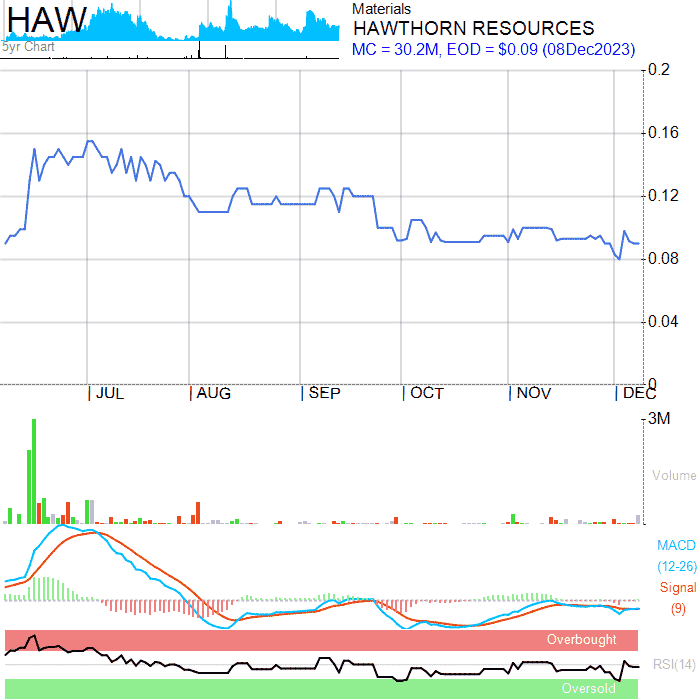 HAW
5yr Chart
Materials
HAWTHORN RESOURCES
MC = 30.2M, EOD = $0.09 (08Dec2023)
0.2
0.16
0.12
0.08
0.04
0
JUL AUG SEP OCT NOV DEC
3M
Volume
MACD
(12-26)
Signal
(9)
Overbought
RSI(14)
Oversold